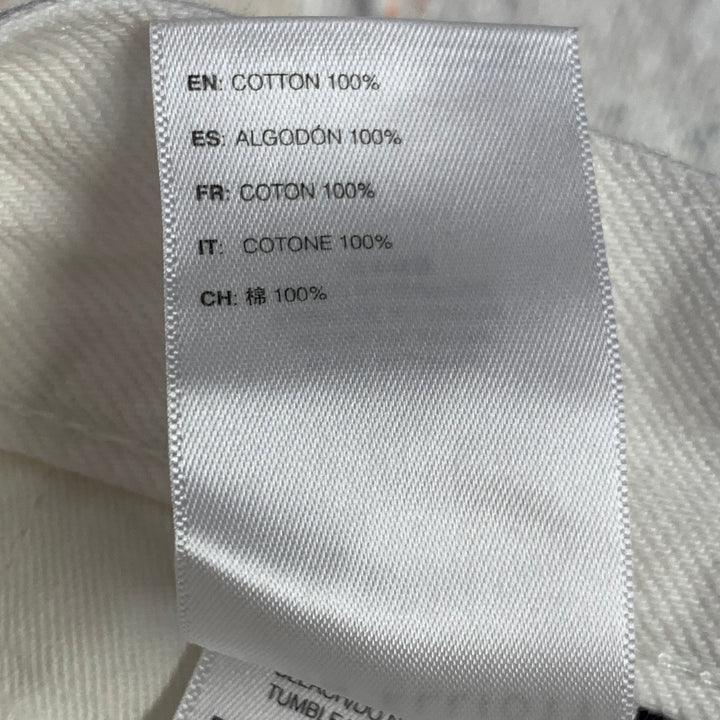 EN: COTTON 100%
ES: ALGODÓN 100%
FR: COTON 100%
IT: COTONE 100%
CH: 棉 100%
TUMBLE